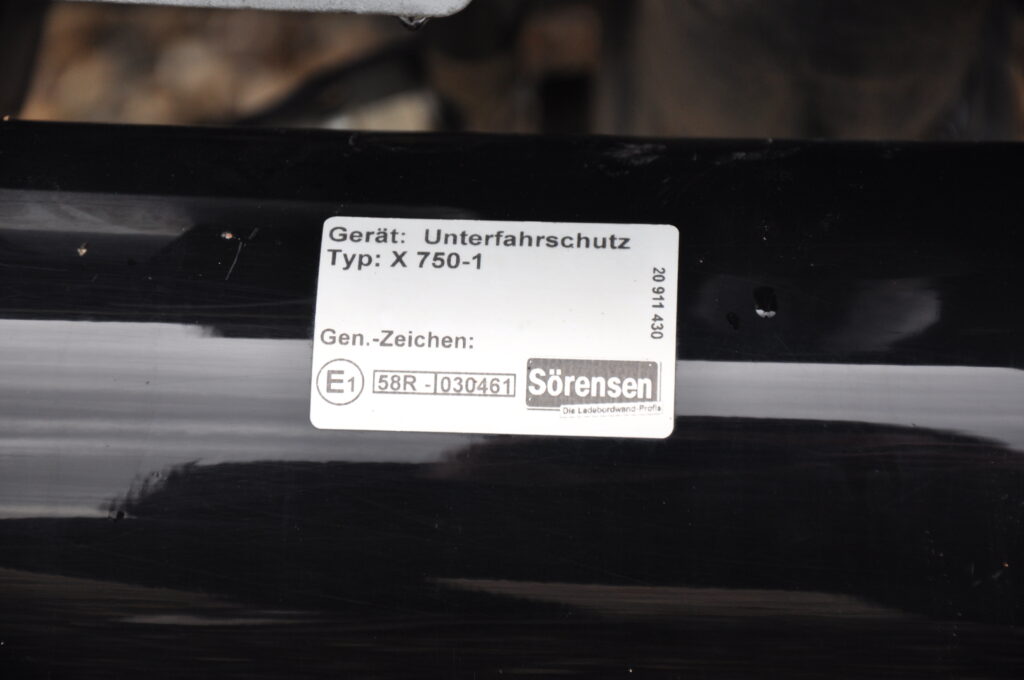 Gerät: Unterfahrschutz
Typ: X 750-1
20 911 430
Gen.-Zeichen:
E1 58R - 030461
Sörensen
Die Ladebordwand-Profis